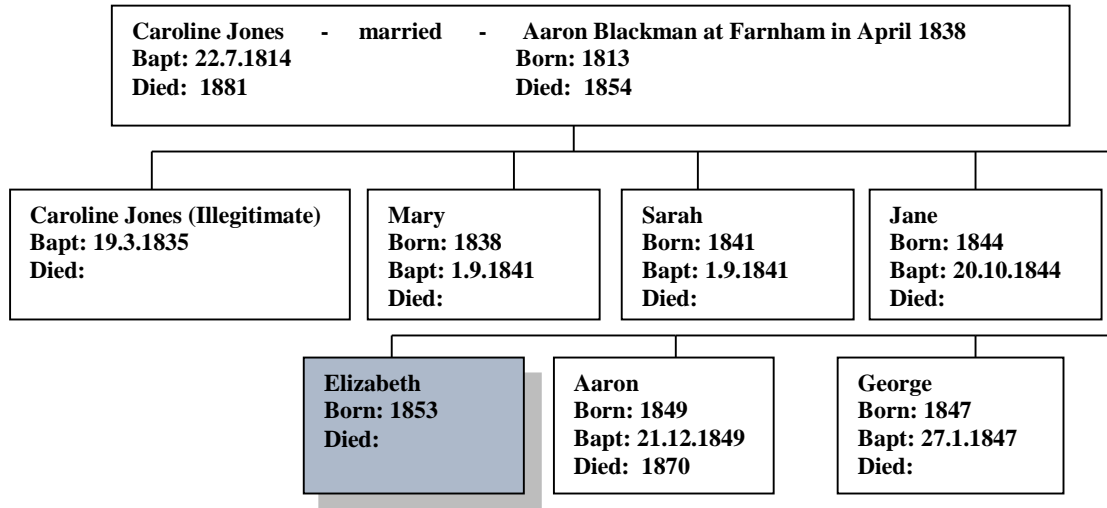 Caroline Jones - married - Aaron Blackman at Farnham in April 1838
Bapt: 22.7.1814 Born: 1813
Died: 1881 Died: 1854
Caroline Jones (Illegitimate)
Bapt: 19.3.1835
Died:
Mary
Born: 1838
Bapt: 1.9.1841
Died:
Sarah
Born: 1841
Bapt: 1.9.1841
Died:
Jane
Born: 1844
Bapt: 20.10.1844
Died:
Elizabeth
Born: 1853
Died:
Aaron
Born: 1849
Bapt: 21.12.1849
Died: 1870
George
Born: 1847
Bapt: 27.1.1847
Died: